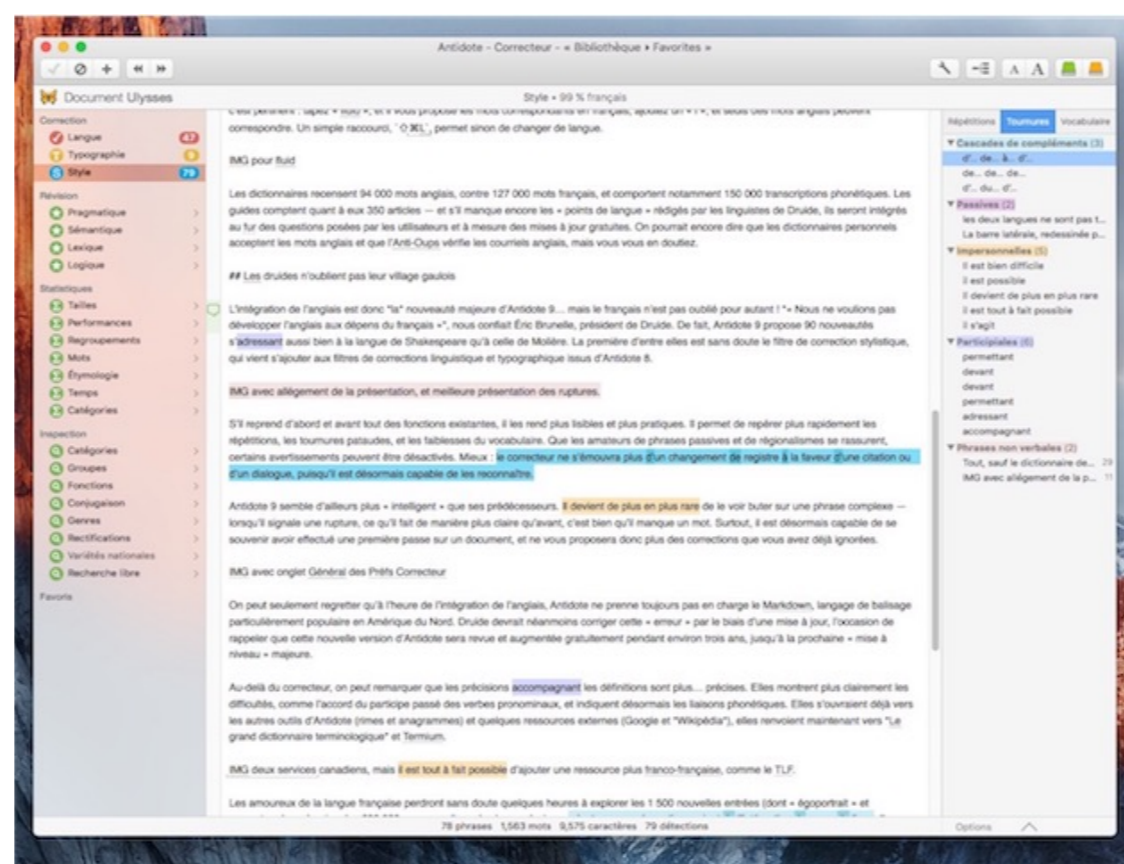 Antidote - Correcteur - « Bibliothèque ▸ Favorites »
Document Ulysses
Style • 99 % français
Correction
Langue 47
Typographie 9
Style 79
Révision
Pragmatique
Sémantique
Lexique
Logique
Statistiques
Tailles
Performances
Regroupements
Mots
Étymologie
Temps
Catégories
Inspection
Catégories
Groupes
Fonctions
Conjugaison
Genres
Rectifications
Variétés nationales
Recherche libre
Favoris
correspondre. Un simple raccourci, `⇧⌘L`, permet sinon de changer de langue.
IMG pour fluid
Les dictionnaires recensent 94 000 mots anglais, contre 127 000 mots français, et comportent notamment 150 000 transcriptions phonétiques. Les
guides comptent quant à eux 350 articles — et s'il manque encore les « points de langue » rédigés par les linguistes de Druide, ils seront intégrés
au fur des questions posées par les utilisateurs et à mesure des mises à jour gratuites. On pourrait encore dire que les dictionnaires personnels
acceptent les mots anglais et que l'Anti-Oups vérifie les courriels anglais, mais vous vous en doutiez.
## Les druides n'oublient pas leur village gaulois
L'intégration de l'anglais est donc *la* nouveauté majeure d'Antidote 9… mais le français n'est pas oublié pour autant ! *« Nous ne voulions pas
développer l'anglais aux dépens du français »*, nous confiait Éric Brunelle, président de Druide. De fait, Antidote 9 propose 90 nouveautés
s'adressant aussi bien à la langue de Shakespeare qu'à celle de Molière. La première d'entre elles est sans doute le filtre de correction stylistique,
qui vient s'ajouter aux filtres de corrections linguistique et typographique issus d'Antidote 8.
IMG avec allégement de la présentation, et meilleure présentation des ruptures.
S'il reprend d'abord et avant tout des fonctions existantes, il les rend plus lisibles et plus pratiques. Il permet de repérer plus rapidement les
répétitions, les tournures pataudes, et les faiblesses du vocabulaire. Que les amateurs de phrases passives et de régionalismes se rassurent,
certains avertissements peuvent être désactivés. Mieux : le correcteur ne s'émouvra plus d'un changement de registre à la faveur d'une citation ou
d'un dialogue, puisqu'il est désormais capable de les reconnaître.
Antidote 9 semble d'ailleurs plus « intelligent » que ses prédécesseurs. Il devient de plus en plus rare de le voir buter sur une phrase complexe —
lorsqu'il signale une rupture, ce qu'il fait de manière plus claire qu'avant, c'est bien qu'il manque un mot. Surtout, il est désormais capable de se
souvenir avoir effectué une première passe sur un document, et ne vous proposera donc plus des corrections que vous avez déjà ignorées.
IMG avec onglet Général des Préfs Correcteur
On peut seulement regretter qu'à l'heure de l'intégration de l'anglais, Antidote ne prenne toujours pas en charge le Markdown, langage de balisage
particulièrement populaire en Amérique du Nord. Druide devrait néanmoins corriger cette « erreur » par le biais d'une mise à jour, l'occasion de
rappeler que cette nouvelle version d'Antidote sera revue et augmentée gratuitement pendant environ trois ans, jusqu'à la prochaine « mise à
niveau » majeure.
Au-delà du correcteur, on peut remarquer que les précisions accompagnant les définitions sont plus… précises. Elles montrent plus clairement les
difficultés, comme l'accord du participe passé des verbes pronominaux, et indiquent désormais les liaisons phonétiques. Elles s'ouvraient déjà vers
les autres outils d'Antidote (rimes et anagrammes) et quelques ressources externes (Google et "Wikipédia"), elles renvoient maintenant vers "Le
grand dictionnaire terminologique" et Termium.
IMG deux services canadiens, mais il est tout à fait possible d'ajouter une ressource plus franco-française, comme le TLF.
Les amoureux de la langue française perdront sans doute quelques heures à explorer les 1 500 nouvelles entrées (dont « égoportrait » et
78 phrases 1,563 mots 9,575 caractères 79 détections
Répétitions Tournures Vocabulaire
Cascades de compléments (3)
d'... de... à... d'...
de... de... de...
d'... du... d'...
Passives (2)
les deux langues ne sont pas t...
La barre latérale, redessinée p...
Impersonnelles (5)
Il est bien difficile
il est possible
Il devient de plus en plus rare
il est tout à fait possible
il s'agit
Participiales (6)
permettant
devant
devant
permettant
adressant
accompagnant
Phrases non verbales (2)
Tout, sauf le dictionnaire de... 29
IMG avec allégement de la p... 11
Options